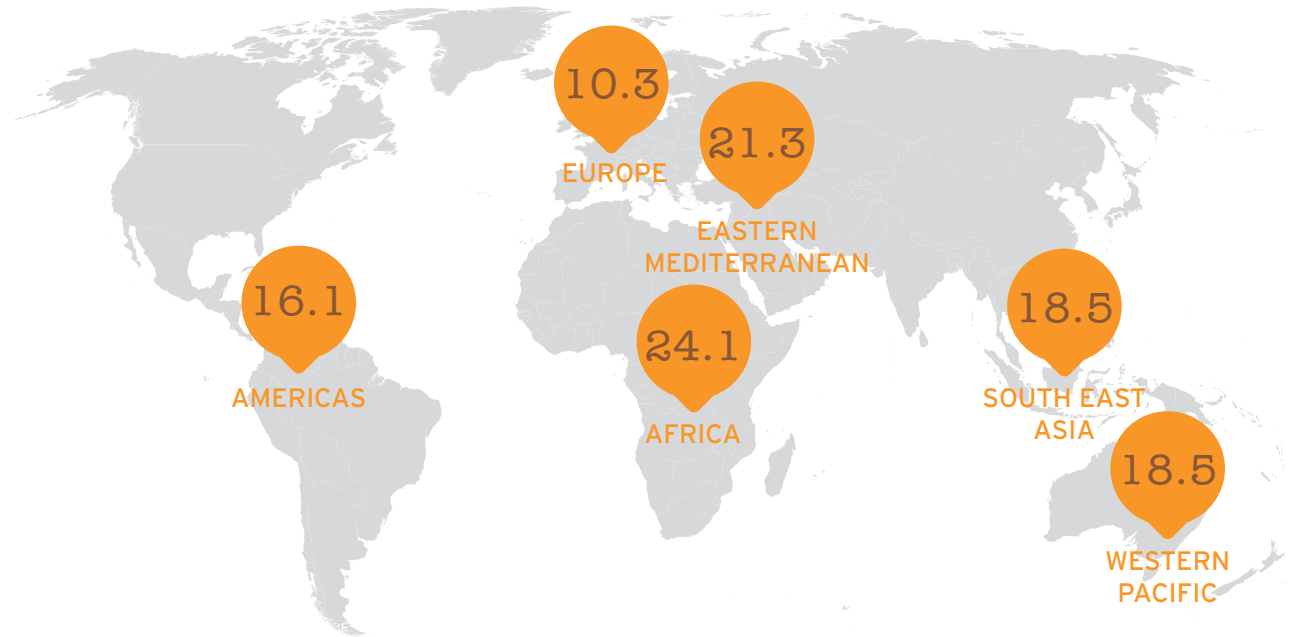 10.3
EUROPE
21.3
EASTERN
MEDITERRANEAN
16.1
AMERICAS
24.1
AFRICA
18.5
SOUTH EAST
ASIA
18.5
WESTERN
PACIFIC